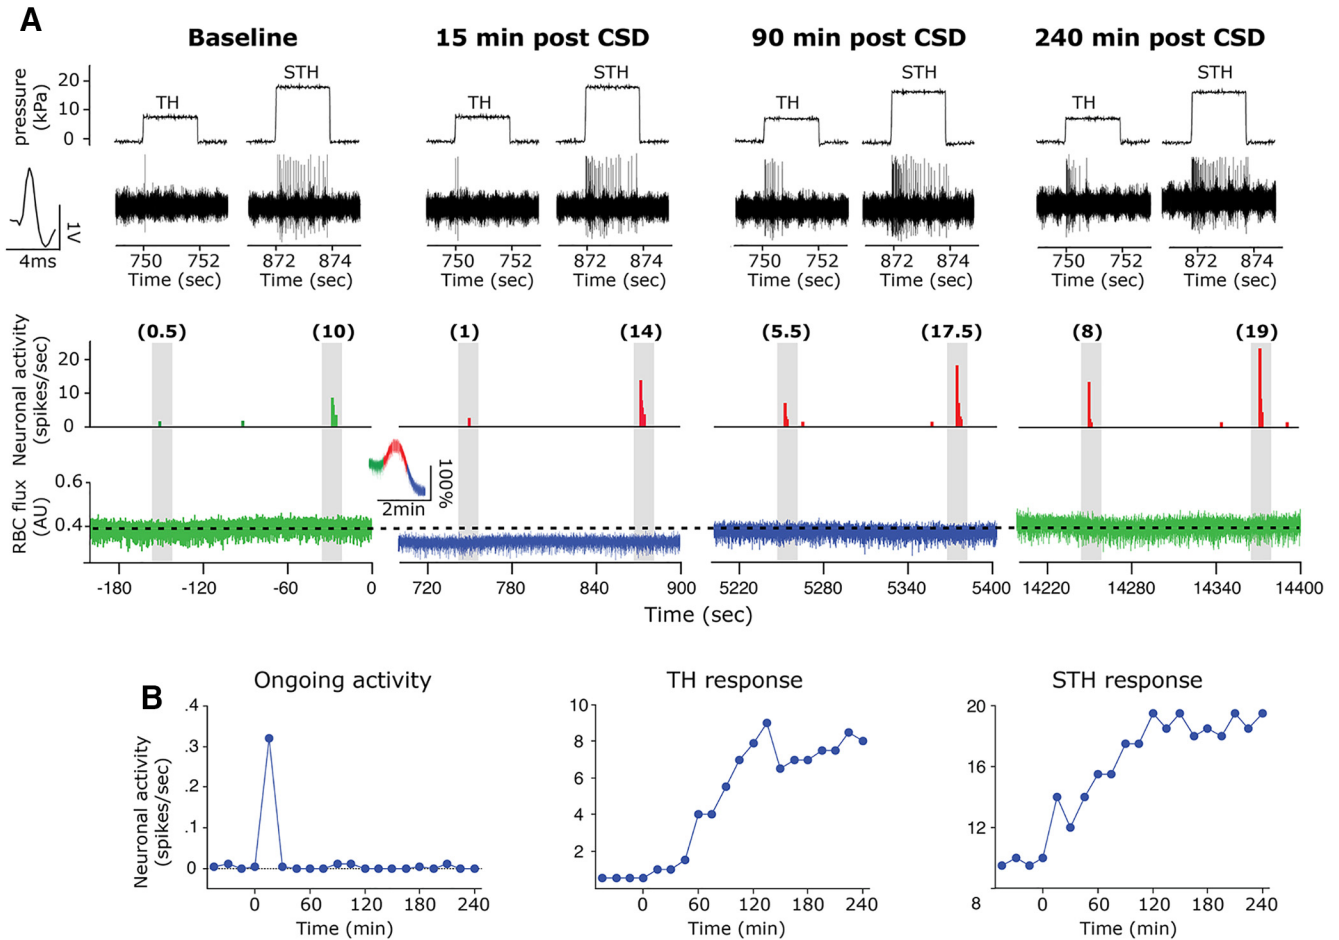 A
Baseline 15 min post CSD 90 min post CSD 240 min post CSD
pressure (kPa)
20
10
0
TH STH TH STH TH STH TH STH
1V
4ms
750 752 872 874 750 752 872 874 750 752 872 874 750 752 872 874
Time (sec) Time (sec) Time (sec) Time (sec) Time (sec) Time (sec) Time (sec) Time (sec)
Neuronal activity (spikes/sec)
(0.5) (10) (1) (14) (5.5) (17.5) (8) (19)
20
10
0
RBC flux (AU)
0.6
0.4
100%
2min
-180 -120 -60 0 720 780 840 900 5220 5280 5340 5400 14220 14280 14340 14400
Time (sec)
B
Ongoing activity TH response STH response
Neuronal activity (spikes/sec)
.4
.3
.2
.1
0
10
8
6
4
2
20
16
12
8
0 60 120 180 240 0 60 120 180 240 0 60 120 180 240
Time (min) Time (min) Time (min)